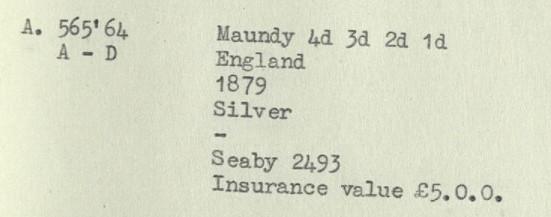 A. 565'64 Maundy 4d 3d 2d 1d
A - D England
1879
Silver
-
Seaby 2493
Insurance value £5.0.0.